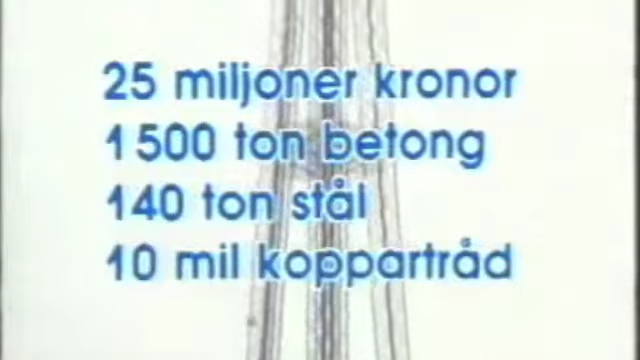 25 miljoner kronor
1 500 ton betong
140 ton stål
10 mil koppartråd